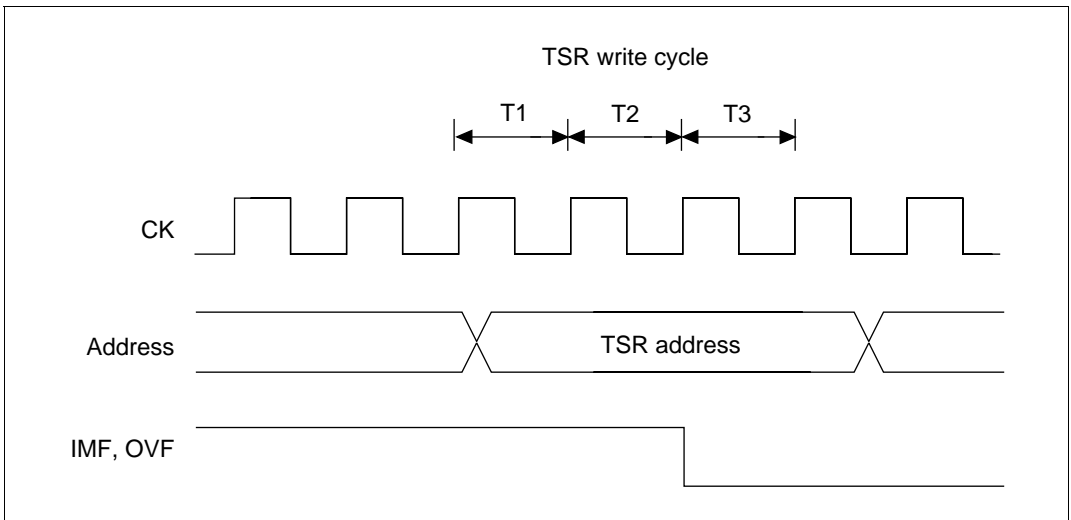 TSR write cycle
T1 T2 T3
CK
Address TSR address
IMF, OVF